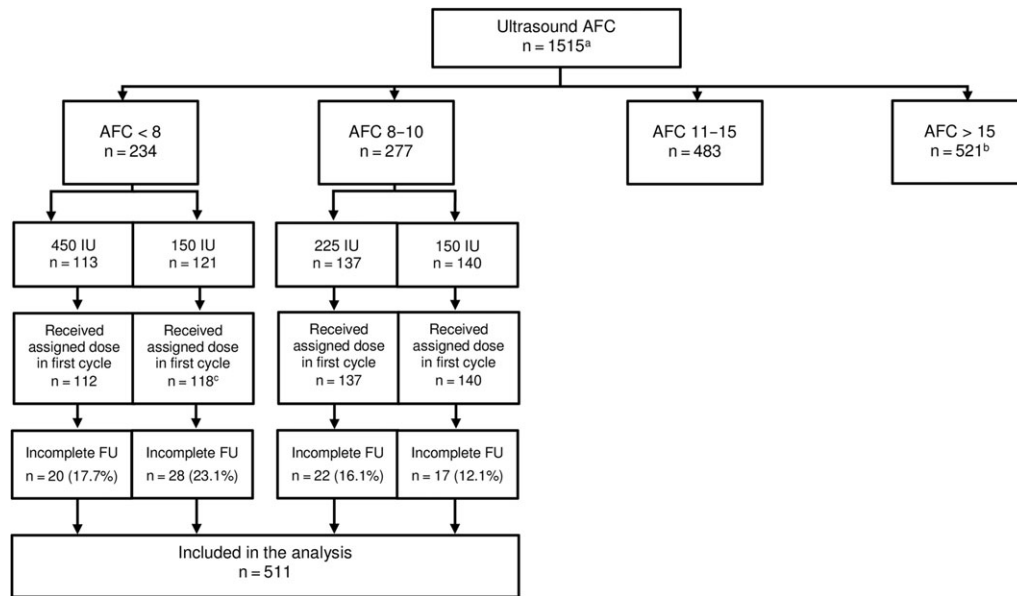 Ultrasound AFC
n = 1515ᵃ
AFC < 8
n = 234
AFC 8–10
n = 277
AFC 11–15
n = 483
AFC > 15
n = 521ᵇ
450 IU
n = 113
150 IU
n = 121
225 IU
n = 137
150 IU
n = 140
Received
assigned dose
in first cycle
n = 112
Received
assigned dose
in first cycle
n = 118ᶜ
Received
assigned dose
in first cycle
n = 137
Received
assigned dose
in first cycle
n = 140
Incomplete FU
n = 20 (17.7%)
Incomplete FU
n = 28 (23.1%)
Incomplete FU
n = 22 (16.1%)
Incomplete FU
n = 17 (12.1%)
Included in the analysis
n = 511